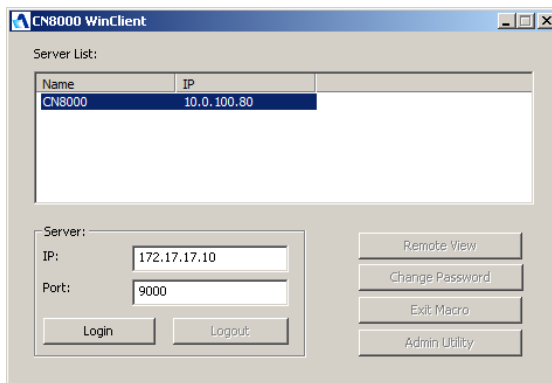 CN8000 WinClient
Server List:
Name IP
CN8000 10.0.100.80
Server:
IP: 172.17.17.10
Port: 9000
Login Logout
Remote View
Change Password
Exit Macro
Admin Utility